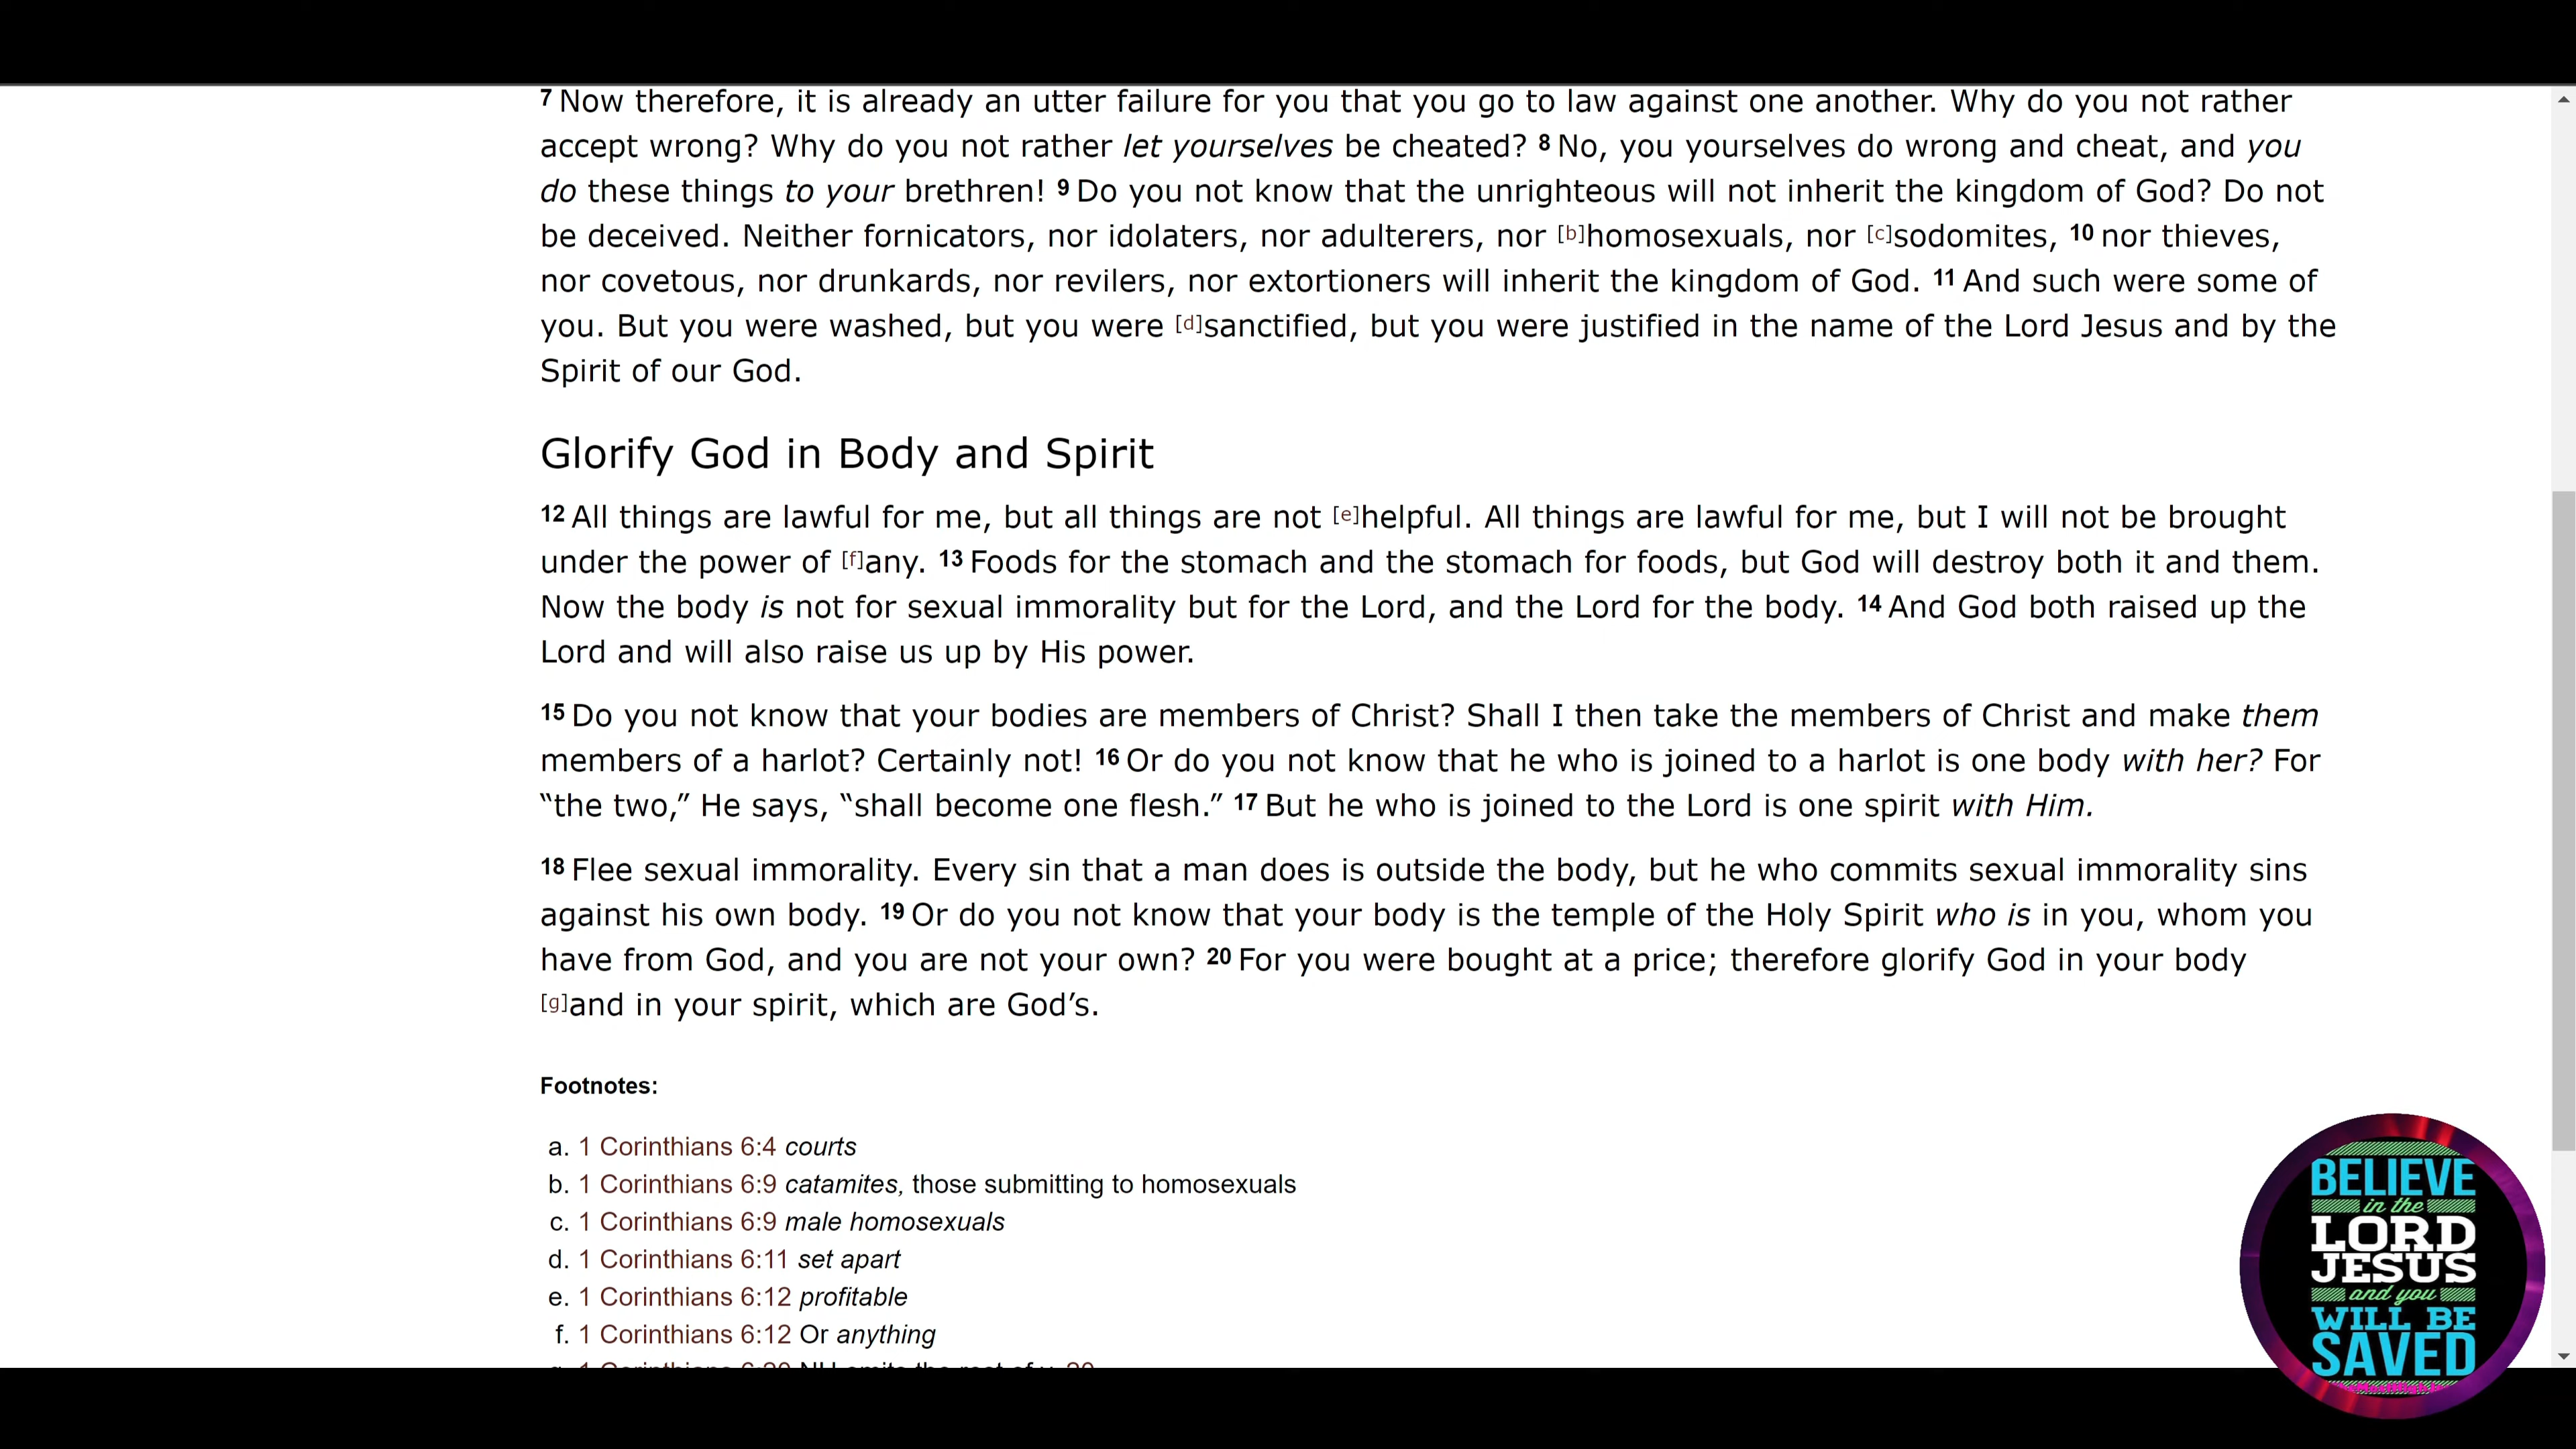 7 Now therefore, it is already an utter failure for you that you go to law against one another. Why do you not rather
accept wrong? Why do you not rather let yourselves be cheated? 8 No, you yourselves do wrong and cheat, and you
do these things to your brethren! 9 Do you not know that the unrighteous will not inherit the kingdom of God? Do not
be deceived. Neither fornicators, nor idolaters, nor adulterers, nor [b]homosexuals, nor [c]sodomites, 10 nor thieves,
nor covetous, nor drunkards, nor revilers, nor extortioners will inherit the kingdom of God. 11 And such were some of
you. But you were washed, but you were [d]sanctified, but you were justified in the name of the Lord Jesus and by the
Spirit of our God.
Glorify God in Body and Spirit
12 All things are lawful for me, but all things are not [e]helpful. All things are lawful for me, but I will not be brought
under the power of [f]any. 13 Foods for the stomach and the stomach for foods, but God will destroy both it and them.
Now the body is not for sexual immorality but for the Lord, and the Lord for the body. 14 And God both raised up the
Lord and will also raise us up by His power.
15 Do you not know that your bodies are members of Christ? Shall I then take the members of Christ and make them
members of a harlot? Certainly not! 16 Or do you not know that he who is joined to a harlot is one body with her? For
“the two,” He says, “shall become one flesh.” 17 But he who is joined to the Lord is one spirit with Him.
18 Flee sexual immorality. Every sin that a man does is outside the body, but he who commits sexual immorality sins
against his own body. 19 Or do you not know that your body is the temple of the Holy Spirit who is in you, whom you
have from God, and you are not your own? 20 For you were bought at a price; therefore glorify God in your body
[g]and in your spirit, which are God’s.
Footnotes:
a. 1 Corinthians 6:4 courts
b. 1 Corinthians 6:9 catamites, those submitting to homosexuals
c. 1 Corinthians 6:9 male homosexuals
d. 1 Corinthians 6:11 set apart
e. 1 Corinthians 6:12 profitable
f. 1 Corinthians 6:12 Or anything
g. 1 Corinthians 6:20 NU omits the rest of v. 20
BELIEVE
in the
LORD
JESUS
and you
WILL BE
SAVED